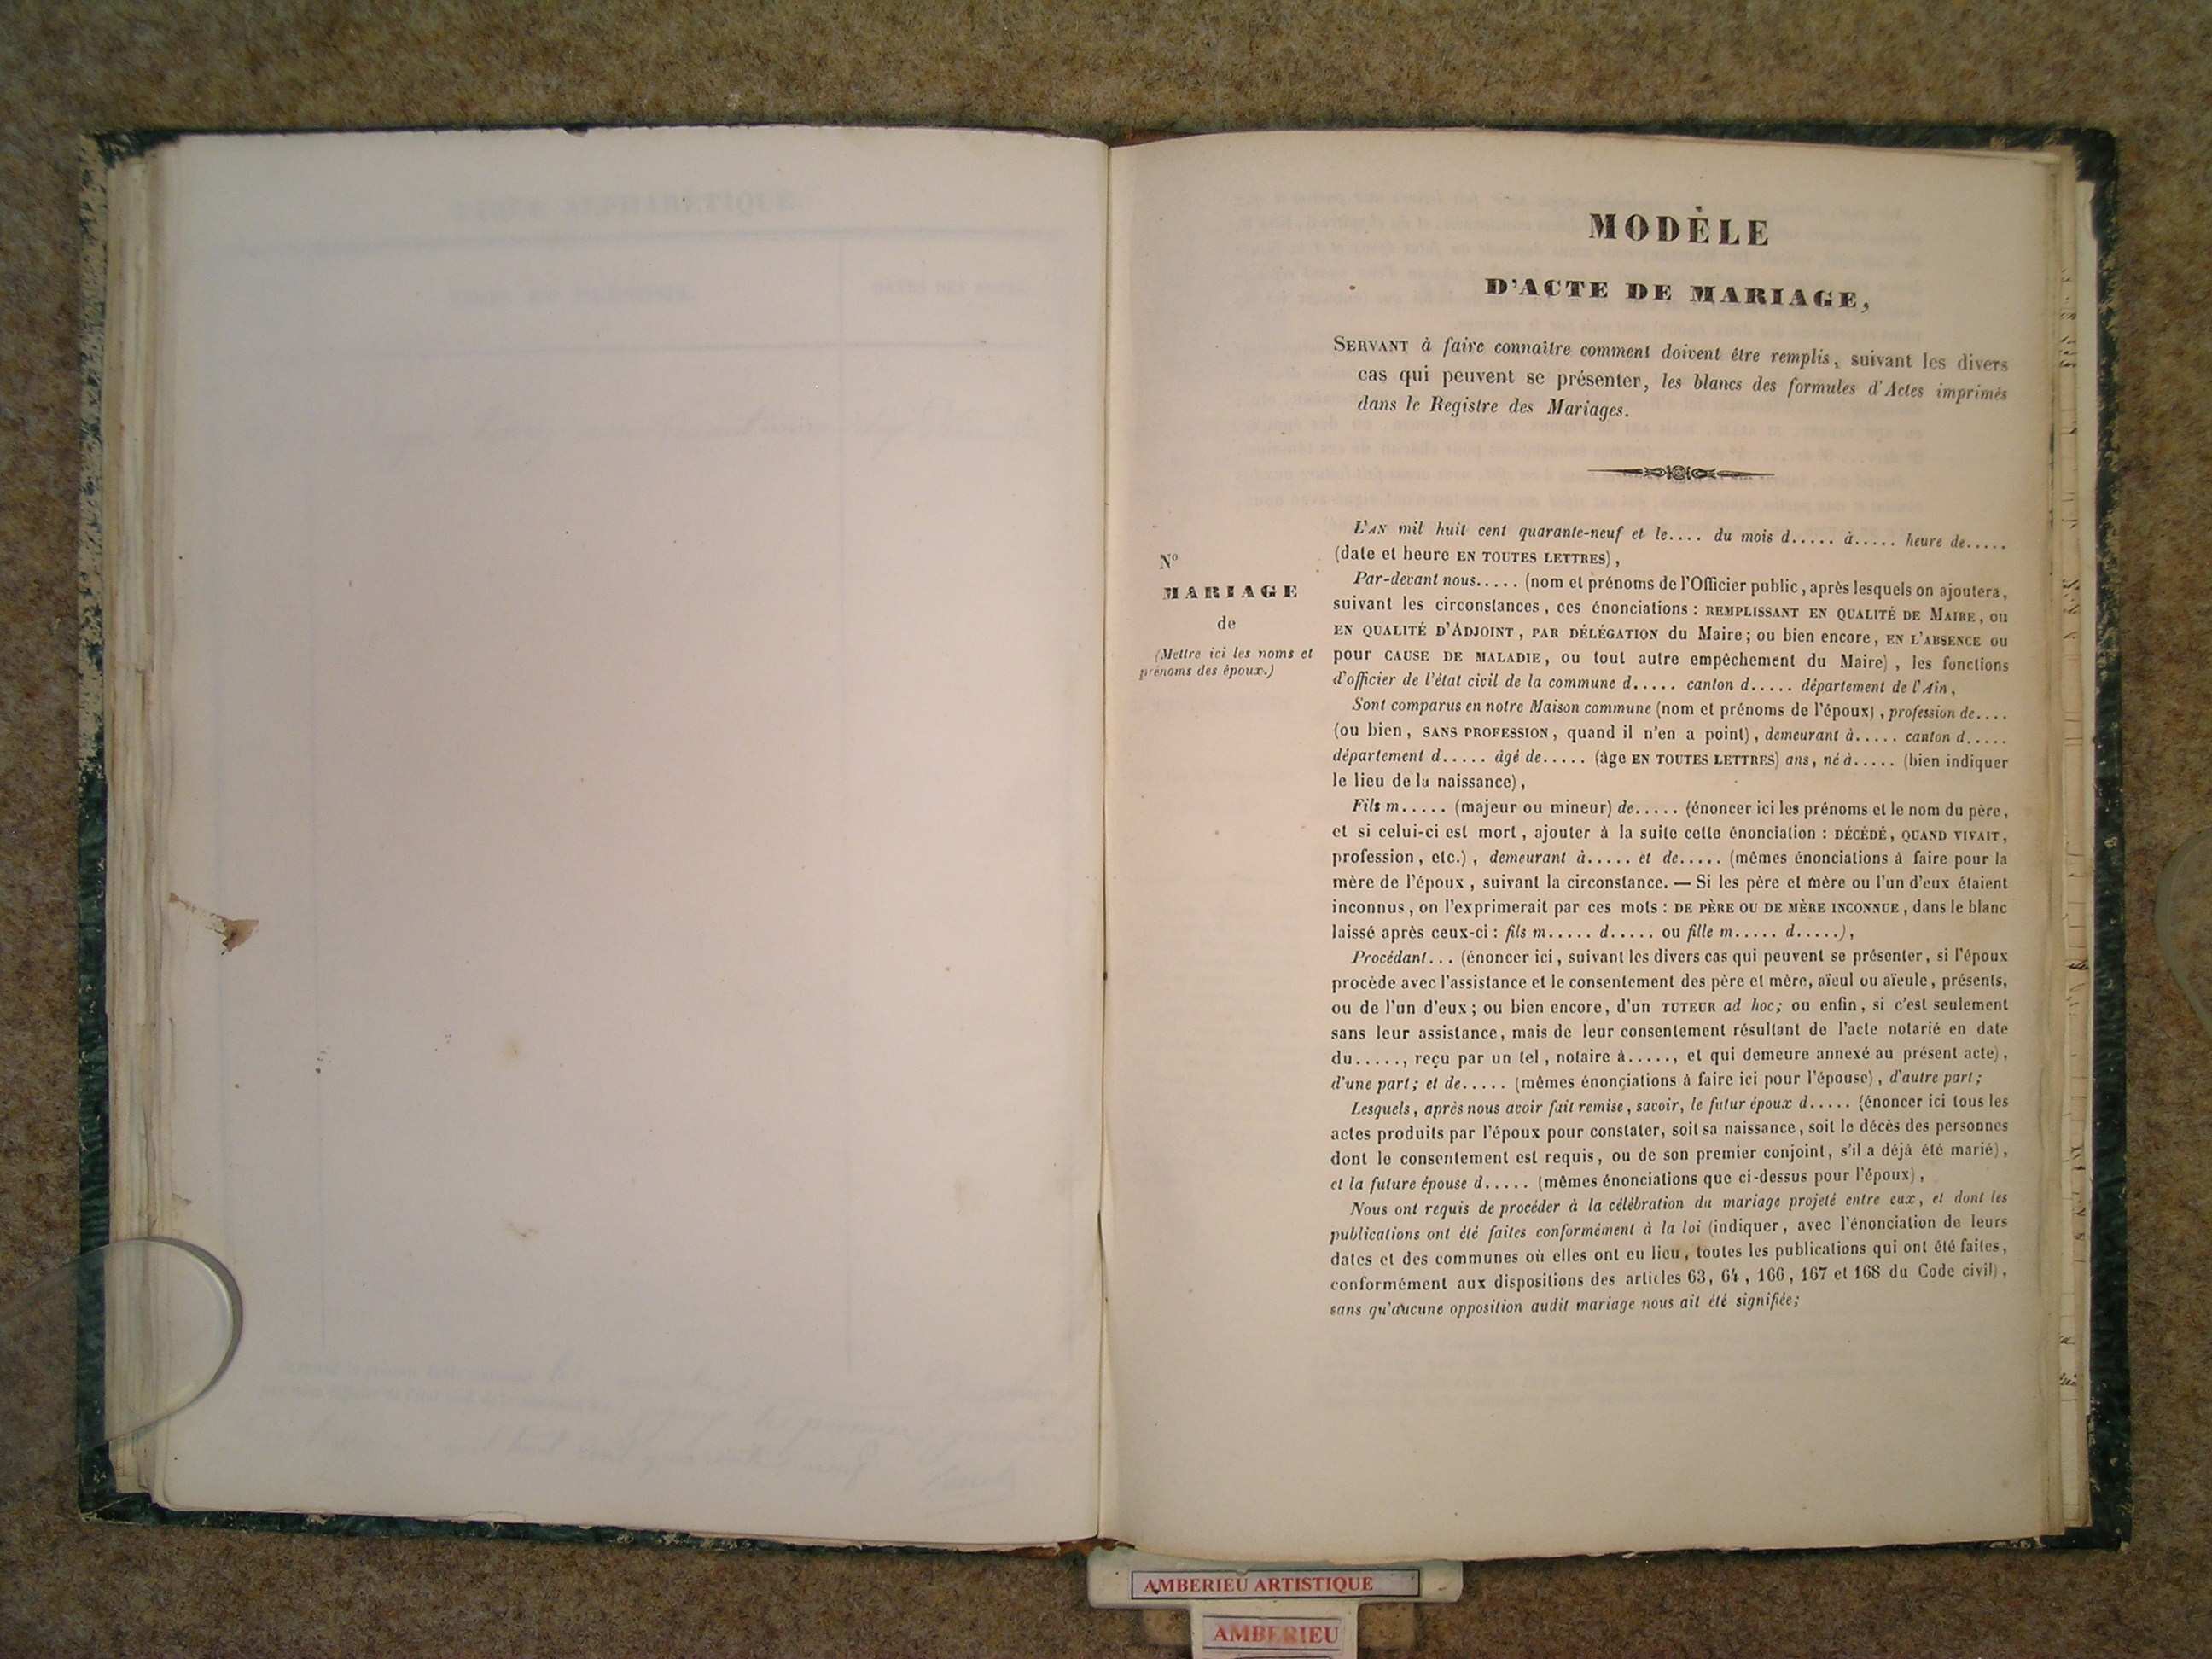 MODÈLE
D'ACTE DE MARIAGE,
SERVANT à faire connaître comment doivent être remplis, suivant les divers
cas qui peuvent se présenter, les blancs des formules d'Actes imprimés
dans le Registre des Mariages.
No
MARIAGE
de
(Mettre ici les noms et
prénoms des époux.)
L'AN mil huit cent quarante-neuf et le.... du mois d..... à..... heure de.....
(date et heure EN TOUTES LETTRES),
Par-devant nous..... (nom et prénoms de l'Officier public, après lesquels on ajoutera,
suivant les circonstances, ces énonciations : REMPLISSANT EN QUALITÉ DE MAIRE, ou
EN QUALITÉ D'ADJOINT, PAR DÉLÉGATION du Maire; ou bien encore, EN L'ABSENCE ou
pour CAUSE DE MALADIE, ou tout autre empêchement du Maire), les fonctions
d'officier de l'état civil de la commune d..... canton d..... département de l'Ain,
Sont comparus en notre Maison commune (nom et prénoms de l'époux), profession de....
(ou bien, SANS PROFESSION, quand il n'en a point), demeurant à..... canton d.....
département d..... âgé de..... (âge EN TOUTES LETTRES) ans, né à..... (bien indiquer
le lieu de la naissance),
Fils m..... (majeur ou mineur) de..... (énoncer ici les prénoms et le nom du père,
et si celui-ci est mort, ajouter à la suite cette énonciation : DÉCÉDÉ, QUAND VIVAIT,
profession, etc.), demeurant à..... et de..... (mêmes énonciations à faire pour la
mère de l'époux, suivant la circonstance. — Si les père et mère ou l'un d'eux étaient
inconnus, on l'exprimerait par ces mots : DE PÈRE OU DE MÈRE INCONNUE, dans le blanc
laissé après ceux-ci : fils m..... d..... ou fille m..... d.....),
Procédant... (énoncer ici, suivant les divers cas qui peuvent se présenter, si l'époux
procède avec l'assistance et le consentement des père et mère, aïeul ou aïeule, présents,
ou de l'un d'eux; ou bien encore, d'un TUTEUR ad hoc; ou enfin, si c'est seulement
sans leur assistance, mais de leur consentement résultant de l'acte notarié en date
du....., reçu par un tel, notaire à....., et qui demeure annexé au présent acte),
d'une part; et de..... (mêmes énonciations à faire ici pour l'épouse), d'autre part;
Lesquels, après nous avoir fait remise, savoir, le futur époux d..... (énoncer ici tous les
actes produits par l'époux pour constater, soit sa naissance, soit le décès des personnes
dont le consentement est requis, ou de son premier conjoint, s'il a déjà été marié),
et la future épouse d..... (mêmes énonciations que ci-dessus pour l'époux),
Nous ont requis de procéder à la célébration du mariage projeté entre eux, et dont les
publications ont été faites conformément à la loi (indiquer, avec l'énonciation de leurs
dates et des communes où elles ont eu lieu, toutes les publications qui ont été faites,
conformément aux dispositions des articles 63, 64, 166, 167 et 168 du Code civil),
sans qu'aucune opposition audit mariage nous ait été signifiée;
AMBERIEU ARTISTIQUE
AMBERIEU